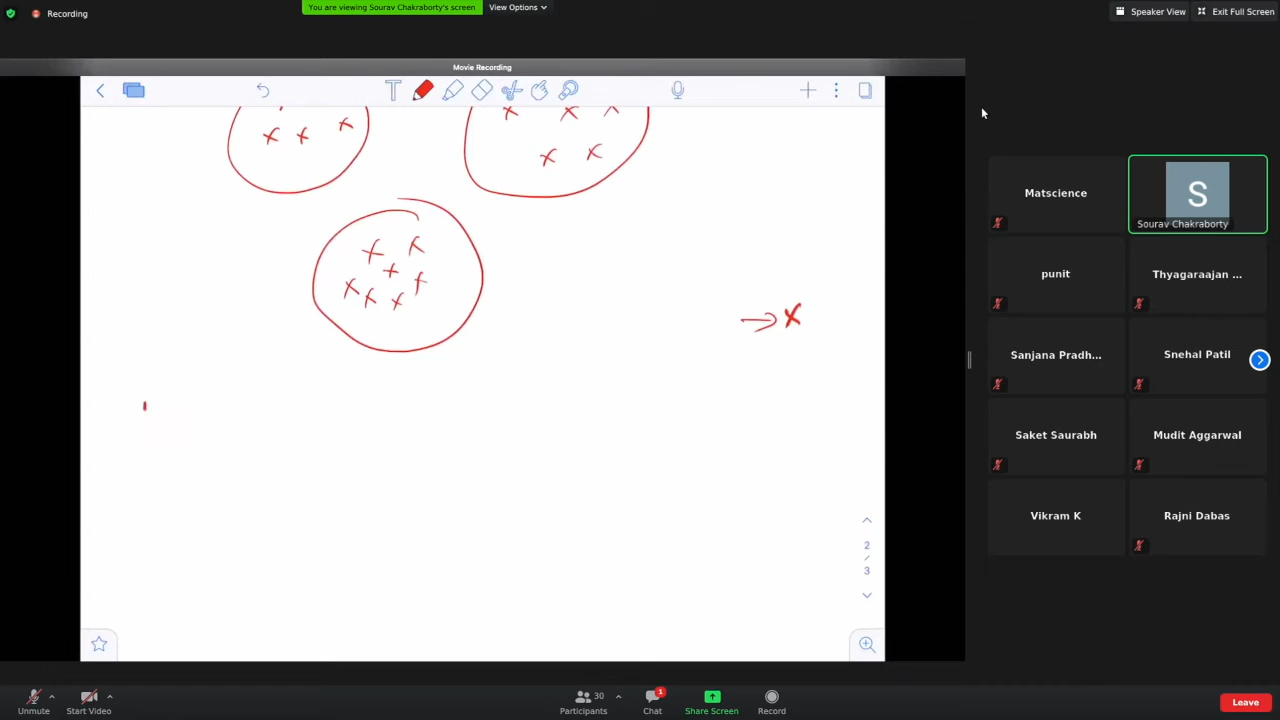 Recording
You are viewing Sourav Chakraborty's screen
View Options
Speaker View
Exit Full Screen
Movie Recording
T
x x x
x x x
x x
x x
x
x x
x x
→ x
Matscience
S
Sourav Chakraborty
punit
Thyagaraajan ...
Sanjana Pradh...
Snehal Patil
Saket Saurabh
Mudit Aggarwal
Vikram K
Rajni Dabas
2
/
3
Unmute
Start Video
30
Participants
1
Chat
Share Screen
Record
Leave